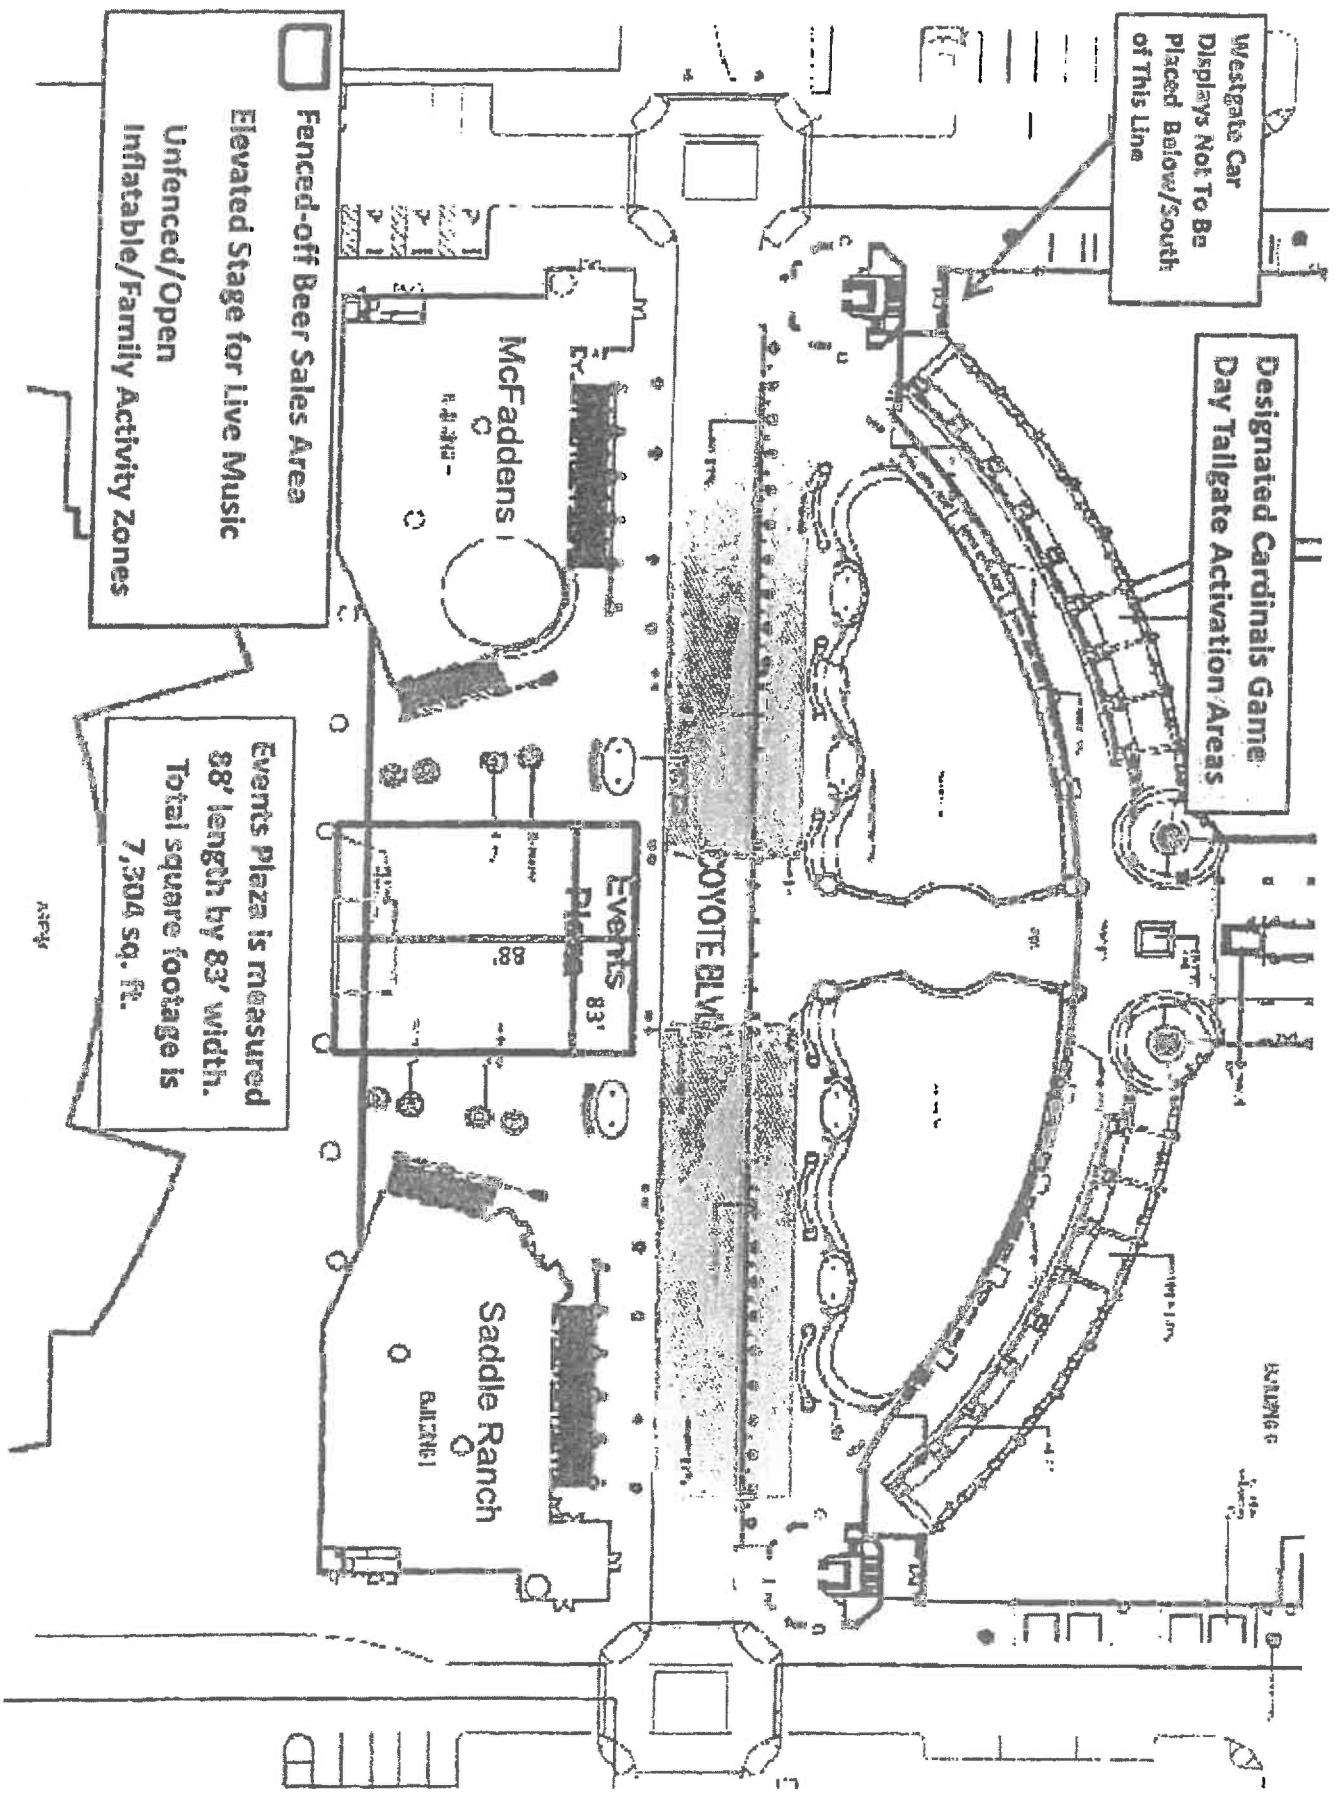 Westgate Car
Displays Not To Be
Placed Below/South
of This Line
Designated Cardinals Game
Day Tailgate Activation Areas
COYOTE BLV
McFaddens
Events
Plaza
83'
88'
Saddle Ranch
BUILDING I
Fenced-off Beer Sales Area
Elevated Stage for Live Music
Unfenced/Open
Inflatable/Family Activity Zones
Events Plaza is measured
88' length by 83' width.
Total square footage is
7,304 sq. ft.